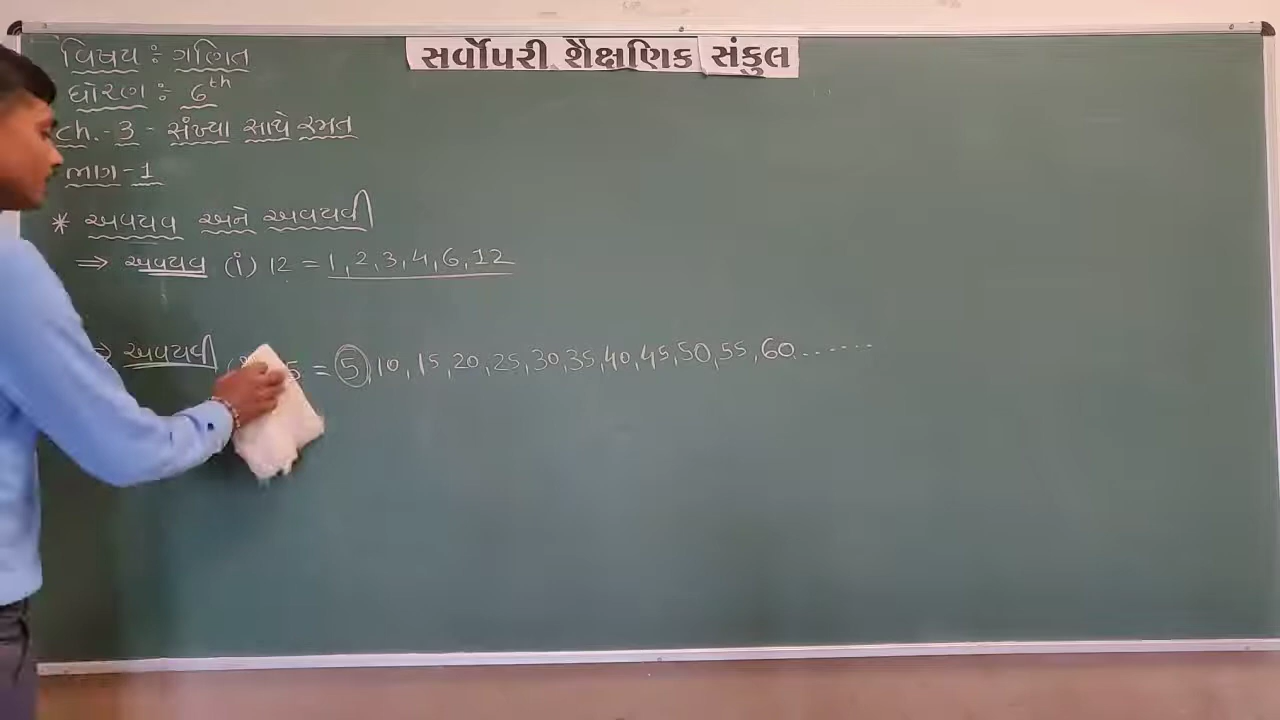 સર્વોપરી શૈક્ષણિક સંકુલ
વિષય : ગણિત
ધોરણ : 6th
ch. - 3 - સંખ્યા સાથે રમત
ભાગ - 1
* અવયવ અને અવયવી
⇒ અવયવ (i) 12 = 1, 2, 3, 4, 6, 12
⇒ અવયવી 5 = 5, 10, 15, 20, 25, 30, 35, 40, 45, 50, 55, 60.......